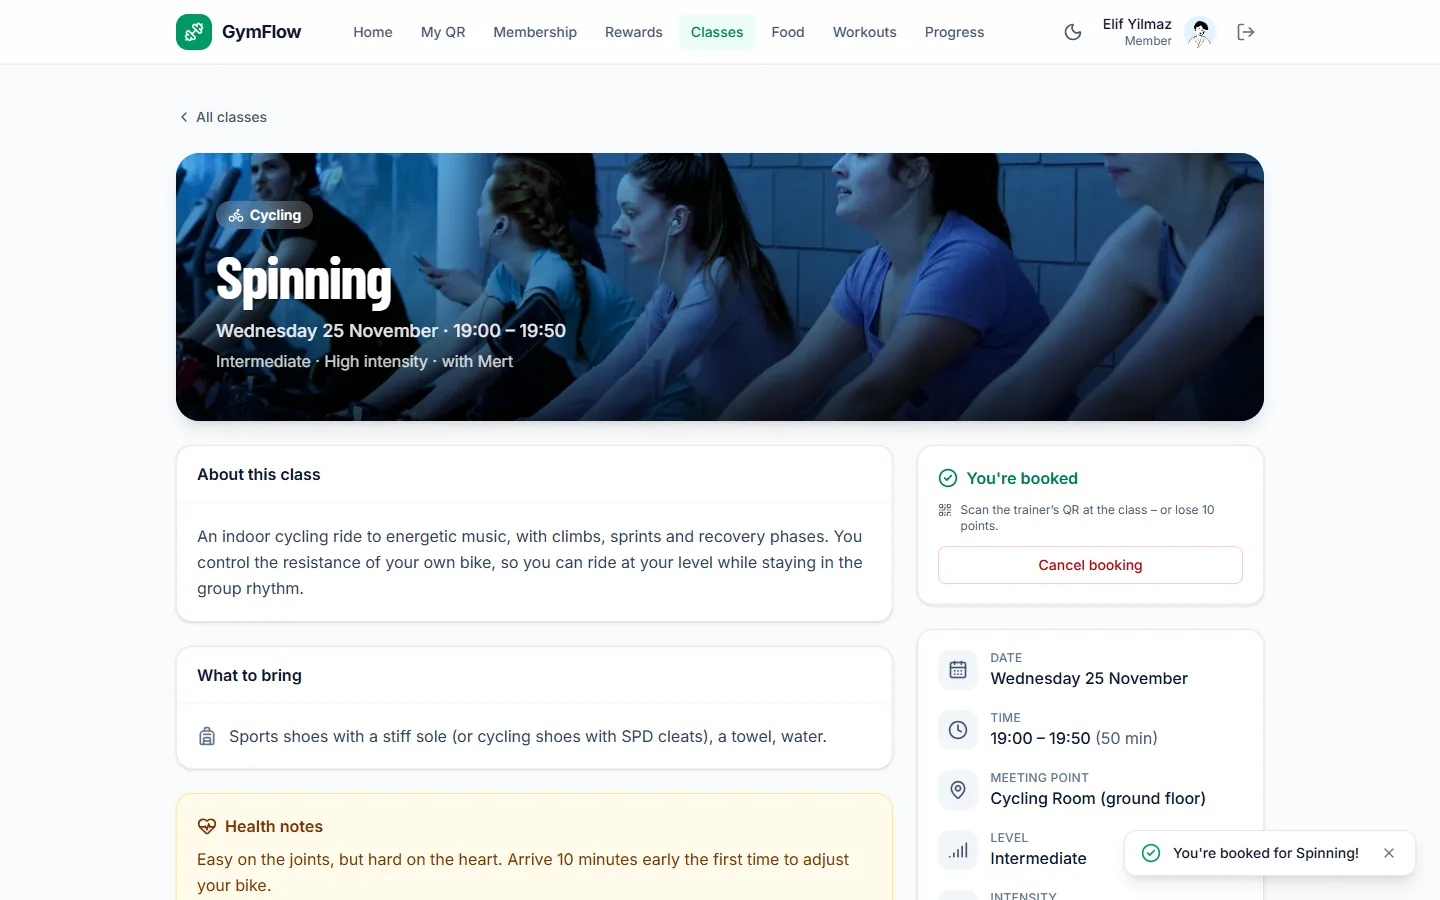 GymFlow
Home
My QR
Membership
Rewards
Classes
Food
Workouts
Progress
Elif Yilmaz
Member
All classes
Cycling
Spinning
Wednesday 25 November · 19:00 – 19:50
Intermediate · High intensity · with Mert
About this class
An indoor cycling ride to energetic music, with climbs, sprints and recovery phases. You
control the resistance of your own bike, so you can ride at your level while staying in the
group rhythm.
What to bring
Sports shoes with a stiff sole (or cycling shoes with SPD cleats), a towel, water.
Health notes
Easy on the joints, but hard on the heart. Arrive 10 minutes early the first time to adjust
your bike.
You're booked
Scan the trainer’s QR at the class – or lose 10
points.
Cancel booking
DATE
Wednesday 25 November
TIME
19:00 – 19:50 (50 min)
MEETING POINT
Cycling Room (ground floor)
LEVEL
Intermediate
INTENSITY
You're booked for Spinning!